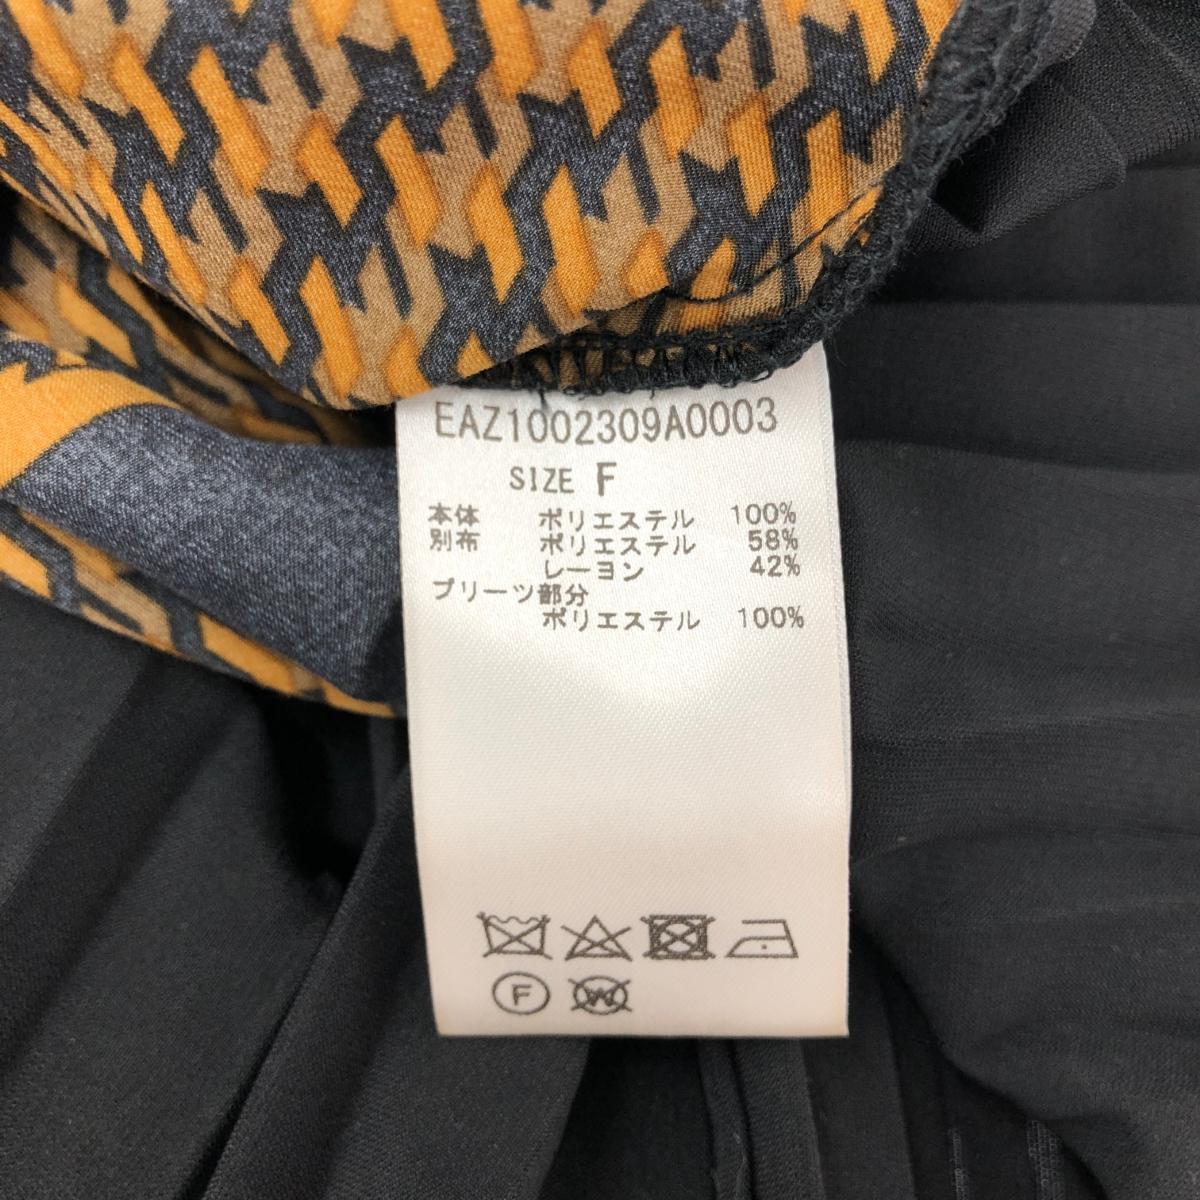 EAZ1002309A0003
SIZE F
本体 ポリエステル 100%
別布 ポリエステル 58%
レーヨン 42%
プリーツ部分
ポリエステル 100%
F W